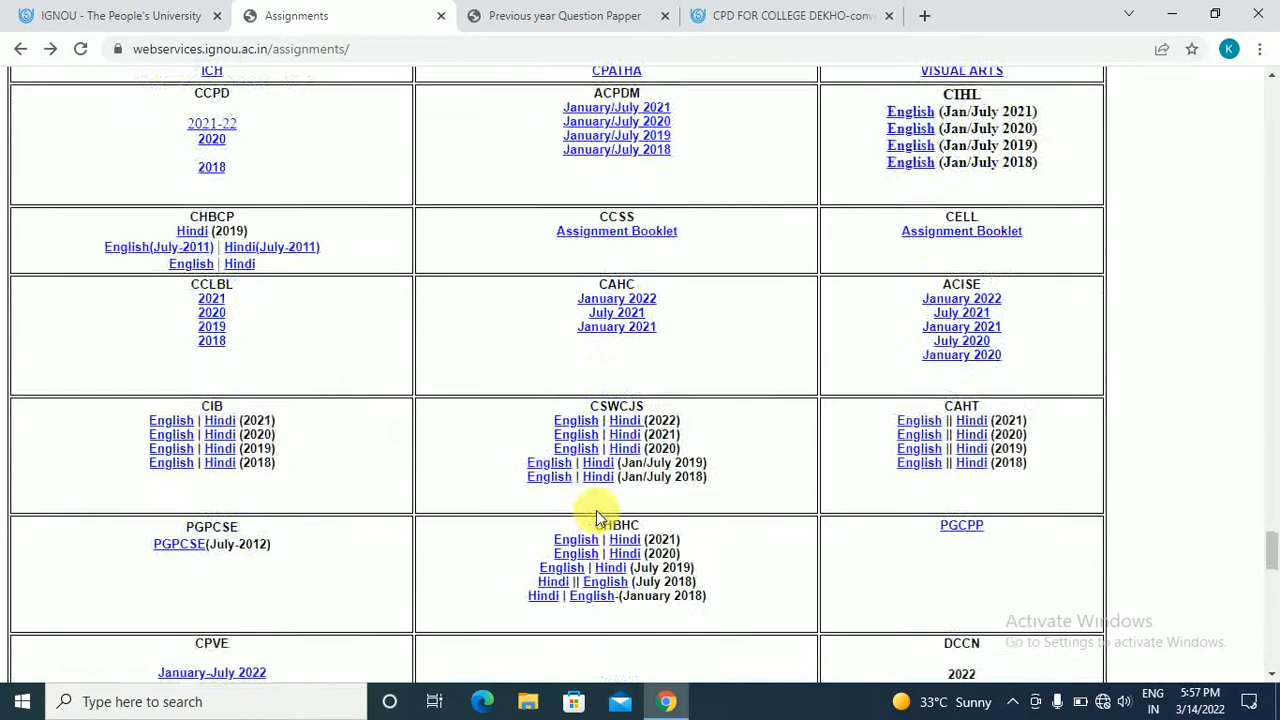 IGNOU - The People's University
Assignments
Previous year Question Papper
CPD FOR COLLEGE DEKHO-conv
webservices.ignou.ac.in/assignments/
K
ICH
CPATHA
VISUAL ARTS
CCPD
2021-22
2020
2018
ACPDM
January/July 2021
January/July 2020
January/July 2019
January/July 2018
CIHL
English (Jan/July 2021)
English (Jan/July 2020)
English (Jan/July 2019)
English (Jan/July 2018)
CHBCP
Hindi (2019)
English(July-2011) | Hindi(July-2011)
English | Hindi
CCSS
Assignment Booklet
CELL
Assignment Booklet
CCLBL
2021
2020
2019
2018
CAHC
January 2022
July 2021
January 2021
ACISE
January 2022
July 2021
January 2021
July 2020
January 2020
CIB
English | Hindi (2021)
English | Hindi (2020)
English | Hindi (2019)
English | Hindi (2018)
CSWCJS
English | Hindi (2022)
English | Hindi (2021)
English | Hindi (2020)
English | Hindi (Jan/July 2019)
English | Hindi (Jan/July 2018)
CAHT
English || Hindi (2021)
English || Hindi (2020)
English || Hindi (2019)
English || Hindi (2018)
PGPCSE
PGPCSE(July-2012)
HBHC
English | Hindi (2021)
English | Hindi (2020)
English | Hindi (July 2019)
Hindi || English (July 2018)
Hindi | English-(January 2018)
PGCPP
CPVE
January-July 2022
DCCN
2022
Activate Windows
Go to Settings to activate Windows.
Type here to search
33°C Sunny
ENG
IN
5:57 PM
3/14/2022